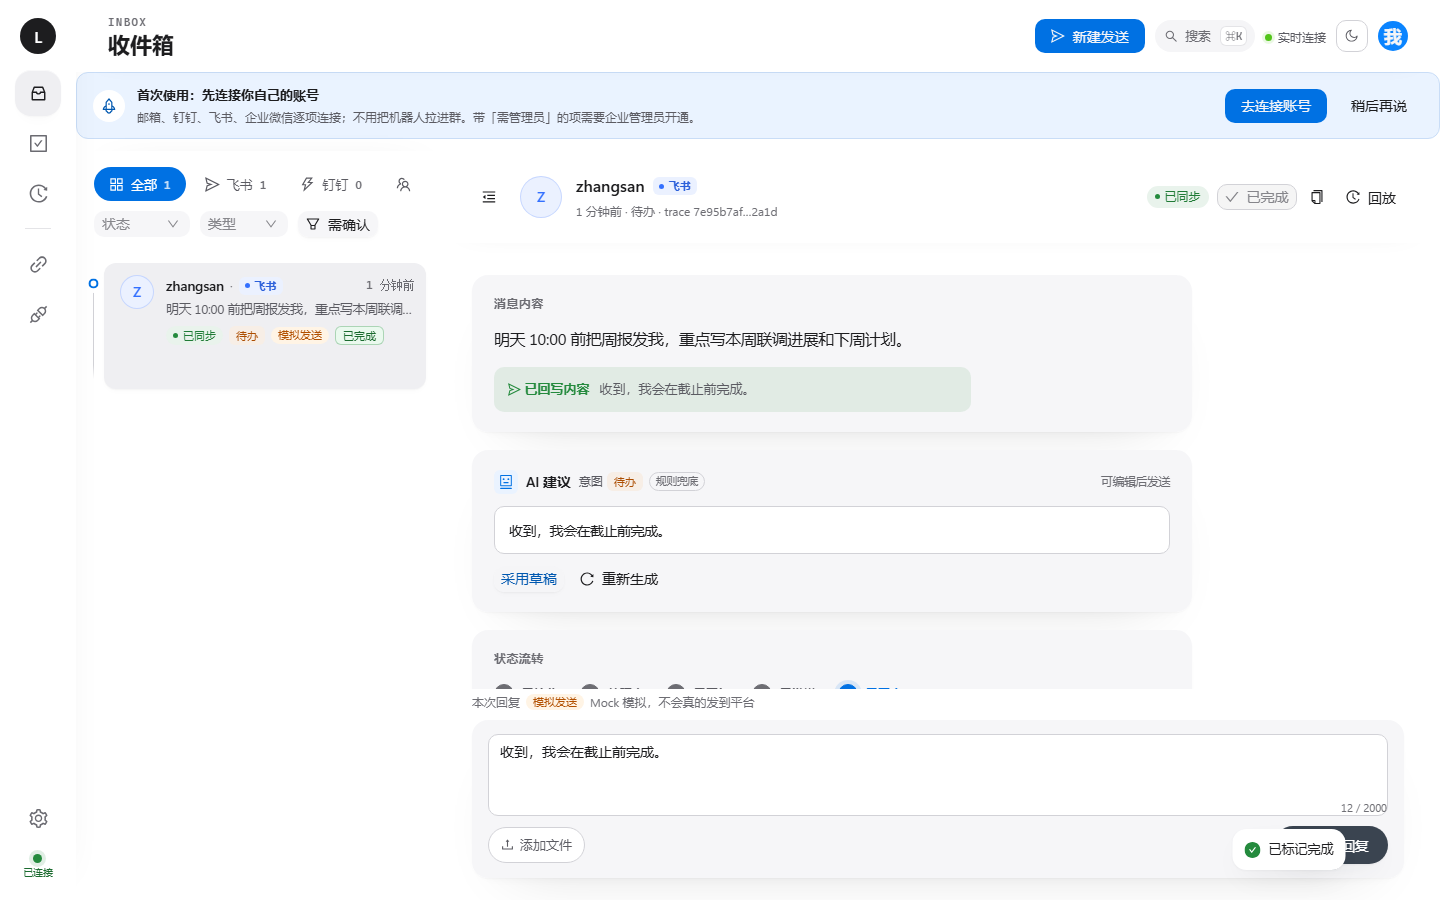 L
INBOX
收件箱
新建发送
搜索 ⌘K
实时连接
我
首次使用：先连接你自己的账号
邮箱、钉钉、飞书、企业微信逐项连接；不用把机器人拉进群。带「需管理员」的项需要企业管理员开通。
去连接账号
稍后再说
全部 1
飞书 1
钉钉 0
状态
类型
需确认
Z
zhangsan · 飞书
1 分钟前
明天 10:00 前把周报发我，重点写本周联调...
已同步 待办 模拟发送 已完成
Z
zhangsan 飞书
1 分钟前 · 待办 · trace 7e95b7af...2a1d
已同步
已完成
回放
消息内容
明天 10:00 前把周报发我，重点写本周联调进展和下周计划。
已回写内容 收到，我会在截止前完成。
AI 建议 意图 待办 规则兜底
可编辑后发送
收到，我会在截止前完成。
采用草稿
重新生成
状态流转
本次回复 模拟发送 Mock 模拟，不会真的发到平台
收到，我会在截止前完成。
12 / 2000
添加文件
回复
已标记完成
已连接